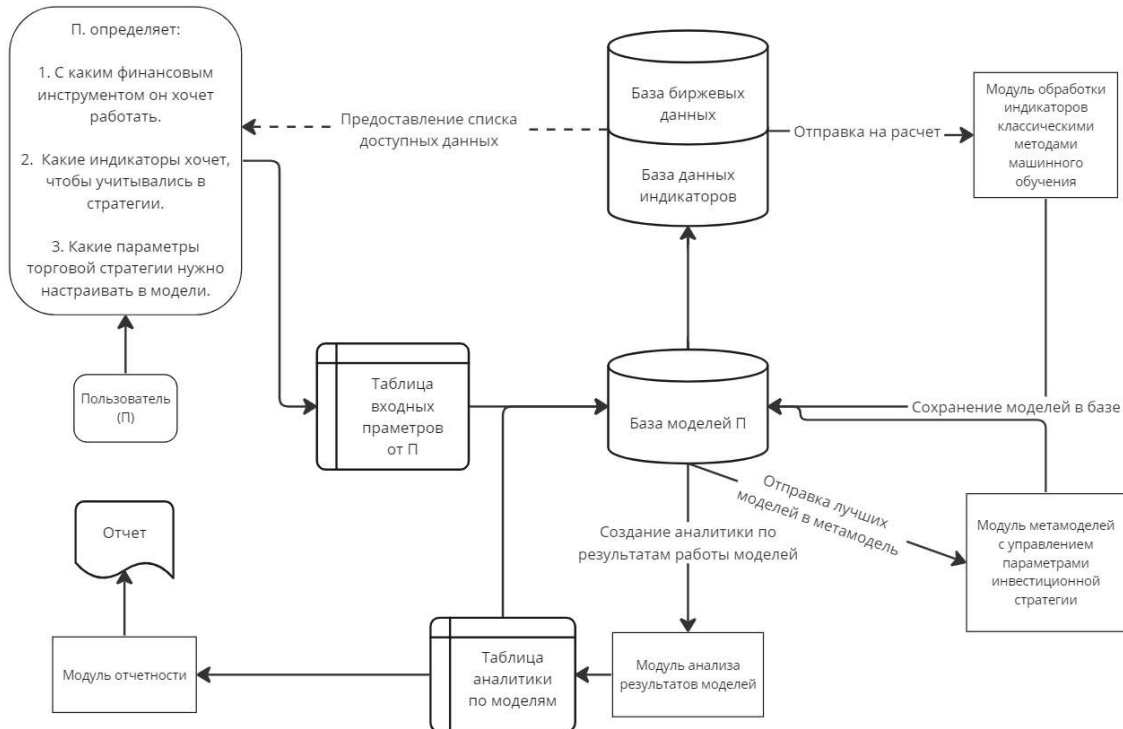 П. определяет:
1. С каким финансовым
инструментом он хочет
работать.
2. Какие индикаторы хочет,
чтобы учитывались в
стратегии.
3. Какие параметры
торговой стратегии нужно
настраивать в модели.
Пользователь
(П)
Предоставление списка
доступных данных
База биржевых
данных
База данных
индикаторов
Отправка на расчет
Модуль обработки
индикаторов
классическими
методами
машинного
обучения
Таблица
входных
праметров
от П
База моделей П
Сохранение моделей в базе
Отправка лучших
моделей в метамодель
Модуль метамоделей
с управлением
параметрами
инвестиционной
стратегии
Создание аналитики по
результатам работы моделей
Модуль анализа
результатов моделей
Таблица
аналитики
по моделям
Модуль отчетности
Отчет